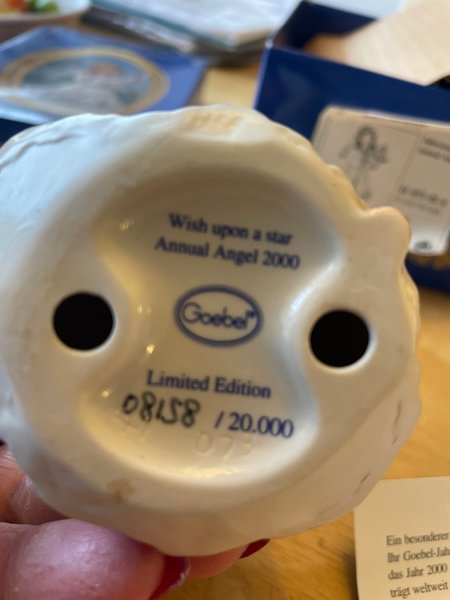 Wish upon a star
Annual Angel 2000
Goebel
Limited Edition
08158 / 20.000
Ein besonderer
Ihr Goebel-Jah
das Jahr 2000
trägt weltweit